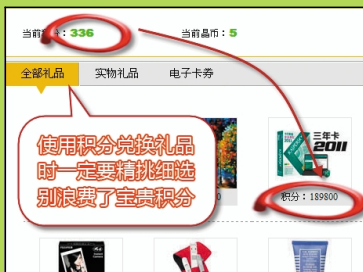 当前
：336
当前晶币：5
全部礼品
实物礼品
电子卡券
使用积分兑换礼品
时一定要精挑细选
别浪费了宝贵积分
三年卡
2011
积分：189800